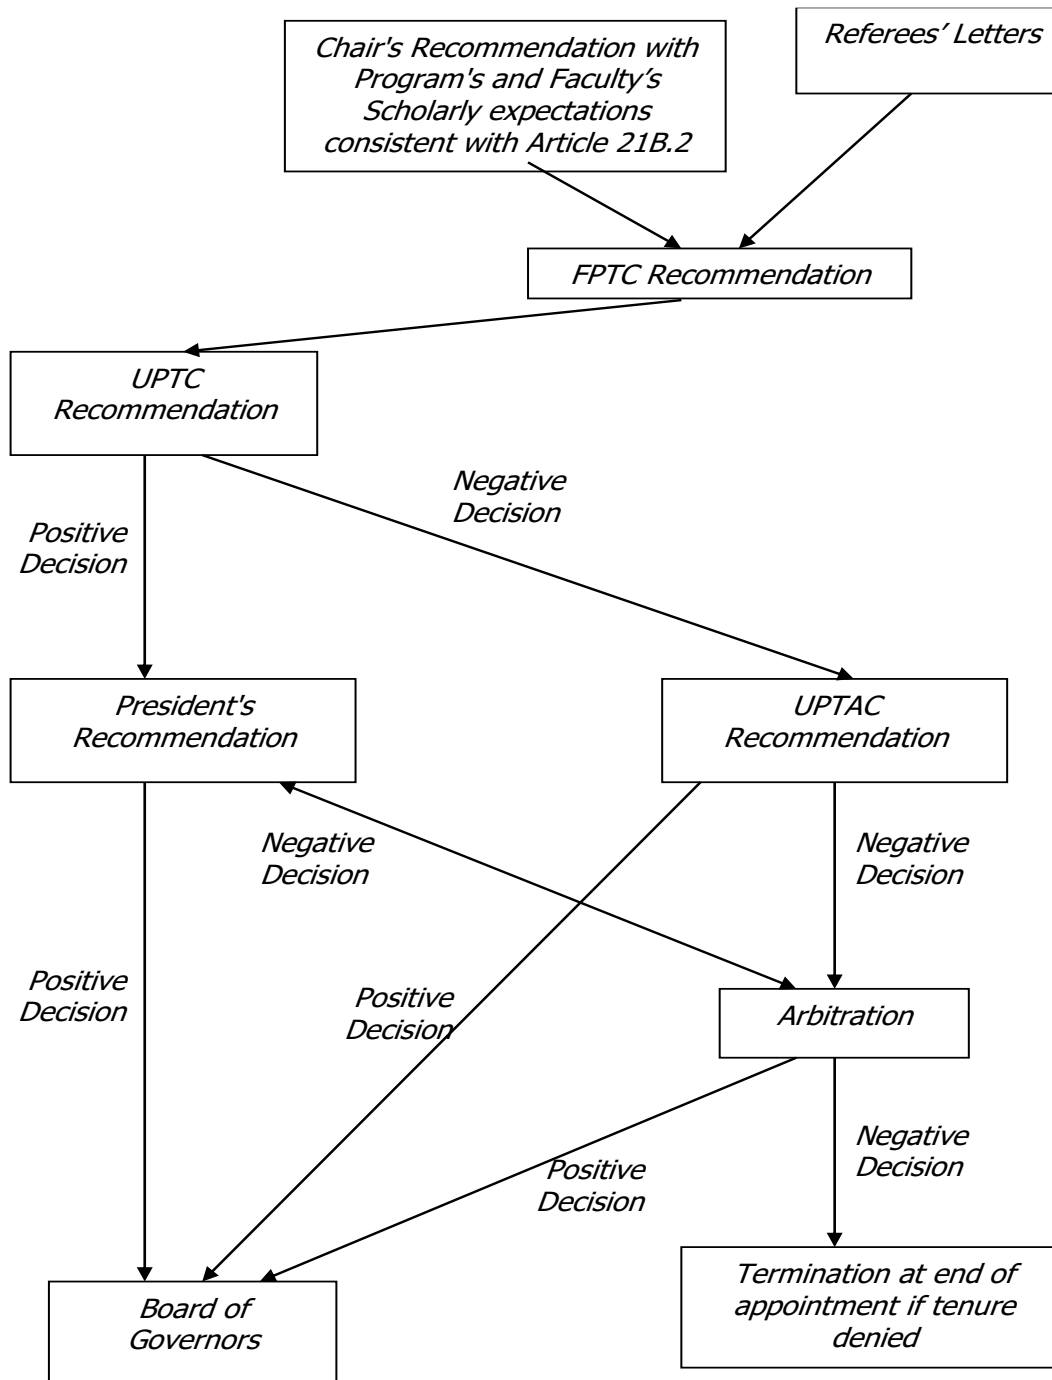 Chair's Recommendation with
Program's and Faculty's
Scholarly expectations
consistent with Article 21B.2
Referees' Letters
FPTC Recommendation
UPTC
Recommendation
Negative
Decision
Positive
Decision
President's
Recommendation
UPTAC
Recommendation
Negative
Decision
Negative
Decision
Positive
Decision
Positive
Decision
Arbitration
Negative
Decision
Positive
Decision
Termination at end of
appointment if tenure
denied
Board of
Governors